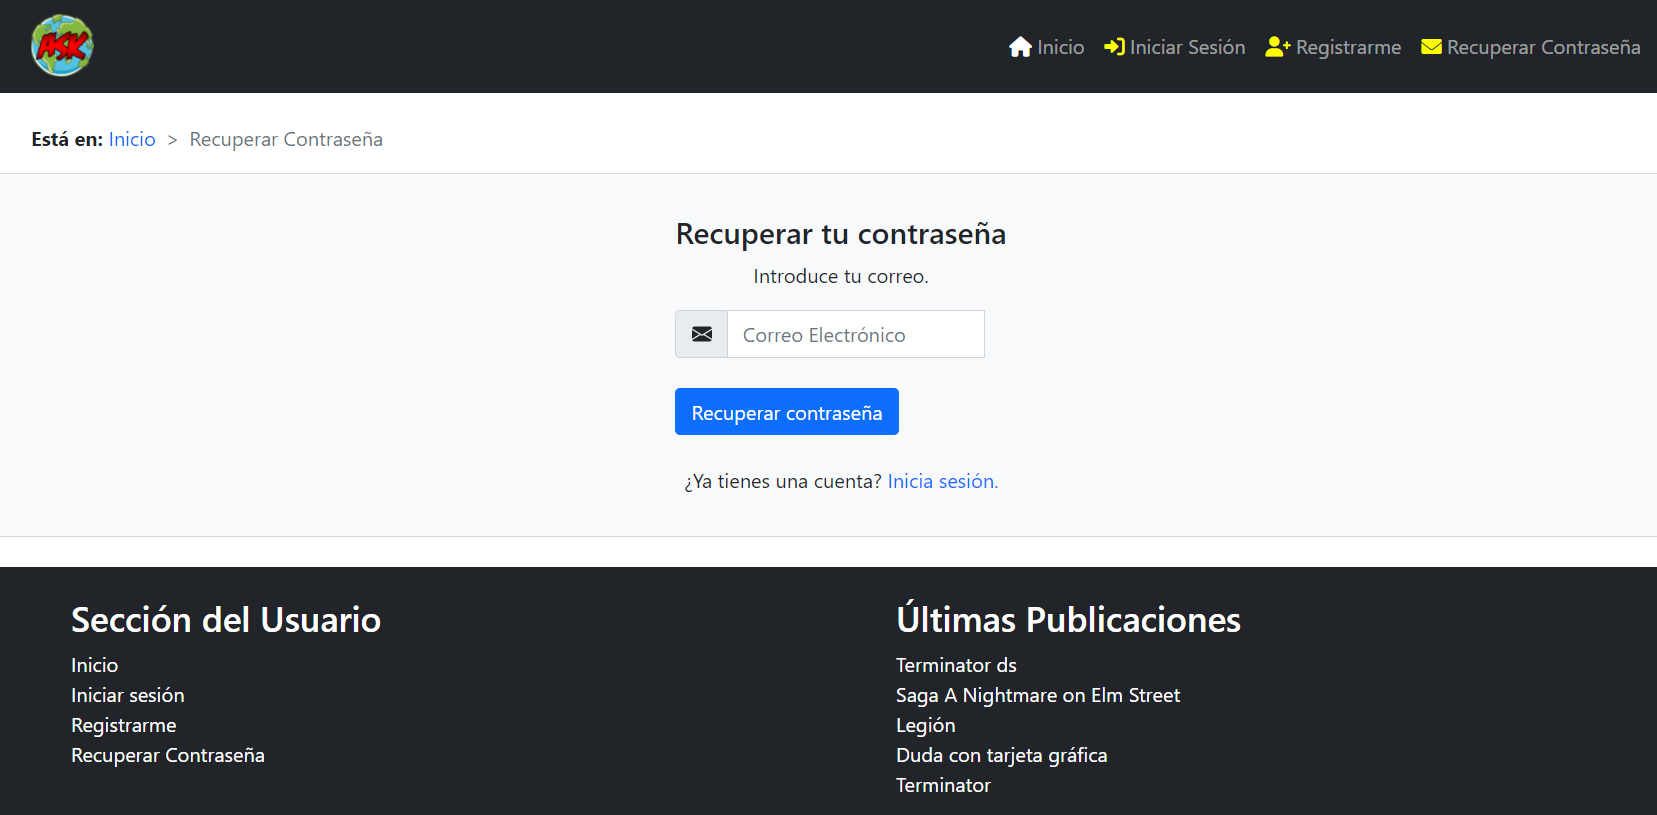 ASK
Inicio
Iniciar Sesión
Registrarme
Recuperar Contraseña
Está en: Inicio > Recuperar Contraseña
Recuperar tu contraseña
Introduce tu correo.
Correo Electrónico
Recuperar contraseña
¿Ya tienes una cuenta? Inicia sesión.
Sección del Usuario
Inicio
Iniciar sesión
Registrarme
Recuperar Contraseña
Últimas Publicaciones
Terminator ds
Saga A Nightmare on Elm Street
Legión
Duda con tarjeta gráfica
Terminator